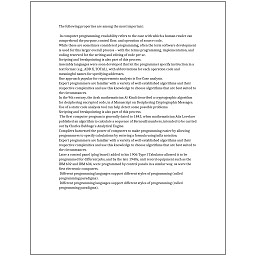 The following properties are among the most important:
In computer programming, readability refers to the ease with which a human reader can
comprehend the purpose, control flow, and operation of source code.
While these are sometimes considered programming, often the term software development
is used for this larger overall process – with the terms programming, implementation, and
coding reserved for the writing and editing of code per se.
Scripting and breakpointing is also part of this process.
Assembly languages were soon developed that let the programmer specify instruction in a
text format (e.g., ADD X, TOTAL), with abbreviations for each operation code and
meaningful names for specifying addresses.
One approach popular for requirements analysis is Use Case analysis.
Expert programmers are familiar with a variety of well-established algorithms and their
respective complexities and use this knowledge to choose algorithms that are best suited
to the circumstances.
In the 9th century, the Arab mathematician Al-Kindi described a cryptographic algorithm
for deciphering encrypted code, in A Manuscript on Deciphering Cryptographic Messages.
Use of a static code analysis tool can help detect some possible problems.
Scripting and breakpointing is also part of this process.
The first computer program is generally dated to 1843, when mathematician Ada Lovelace
published an algorithm to calculate a sequence of Bernoulli numbers, intended to be carried
out by Charles Babbage's Analytical Engine.
Compilers harnessed the power of computers to make programming easier by allowing
programmers to specify calculations by entering a formula using infix notation.
Expert programmers are familiar with a variety of well-established algorithms and their
respective complexities and use this knowledge to choose algorithms that are best suited
to the circumstances.
Later a control panel (plug board) added to his 1906 Type I Tabulator allowed it to be
programmed for different jobs, and by the late 1940s, unit record equipment such as the
IBM 602 and IBM 604, were programmed by control panels in a similar way, as were the
first electronic computers.
Different programming languages support different styles of programming (called
programming paradigms).
Different programming languages support different styles of programming (called
programming paradigms).